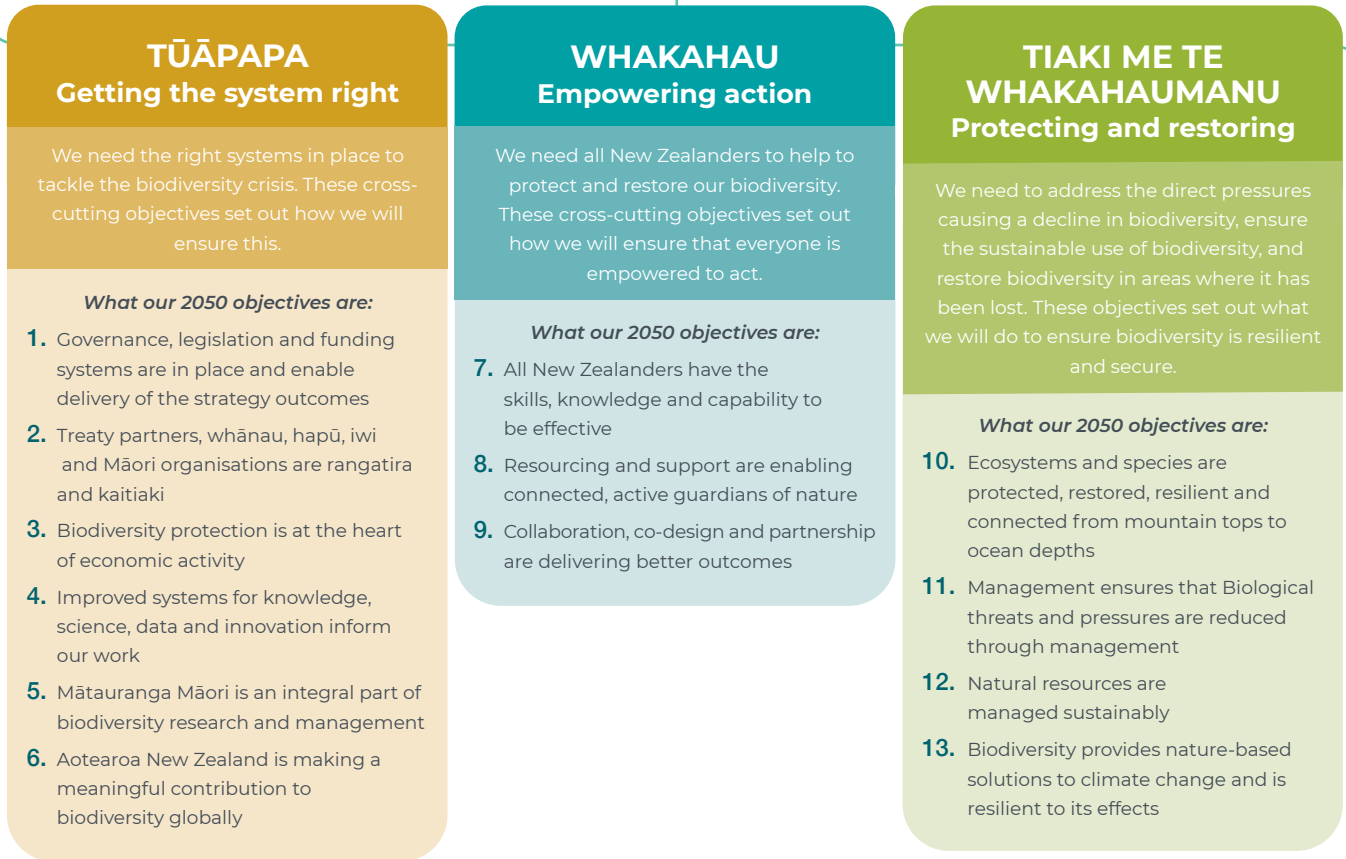 TŪĀPAPA
Getting the system right
We need the right systems in place to
tackle the biodiversity crisis. These cross-
cutting objectives set out how we will
ensure this.
What our 2050 objectives are:
1. Governance, legislation and funding
systems are in place and enable
delivery of the strategy outcomes
2. Treaty partners, whānau, hapū, iwi
and Māori organisations are rangatira
and kaitiaki
3. Biodiversity protection is at the heart
of economic activity
4. Improved systems for knowledge,
science, data and innovation inform
our work
5. Mātauranga Māori is an integral part of
biodiversity research and management
6. Aotearoa New Zealand is making a
meaningful contribution to
biodiversity globally
WHAKAHAU
Empowering action
We need all New Zealanders to help to
protect and restore our biodiversity.
These cross-cutting objectives set out
how we will ensure that everyone is
empowered to act.
What our 2050 objectives are:
7. All New Zealanders have the
skills, knowledge and capability to
be effective
8. Resourcing and support are enabling
connected, active guardians of nature
9. Collaboration, co-design and partnership
are delivering better outcomes
TIAKI ME TE
WHAKAHAUMANU
Protecting and restoring
We need to address the direct pressures
causing a decline in biodiversity, ensure
the sustainable use of biodiversity, and
restore biodiversity in areas where it has
been lost. These objectives set out what
we will do to ensure biodiversity is resilient
and secure.
What our 2050 objectives are:
10. Ecosystems and species are
protected, restored, resilient and
connected from mountain tops to
ocean depths
11. Management ensures that Biological
threats and pressures are reduced
through management
12. Natural resources are
managed sustainably
13. Biodiversity provides nature-based
solutions to climate change and is
resilient to its effects